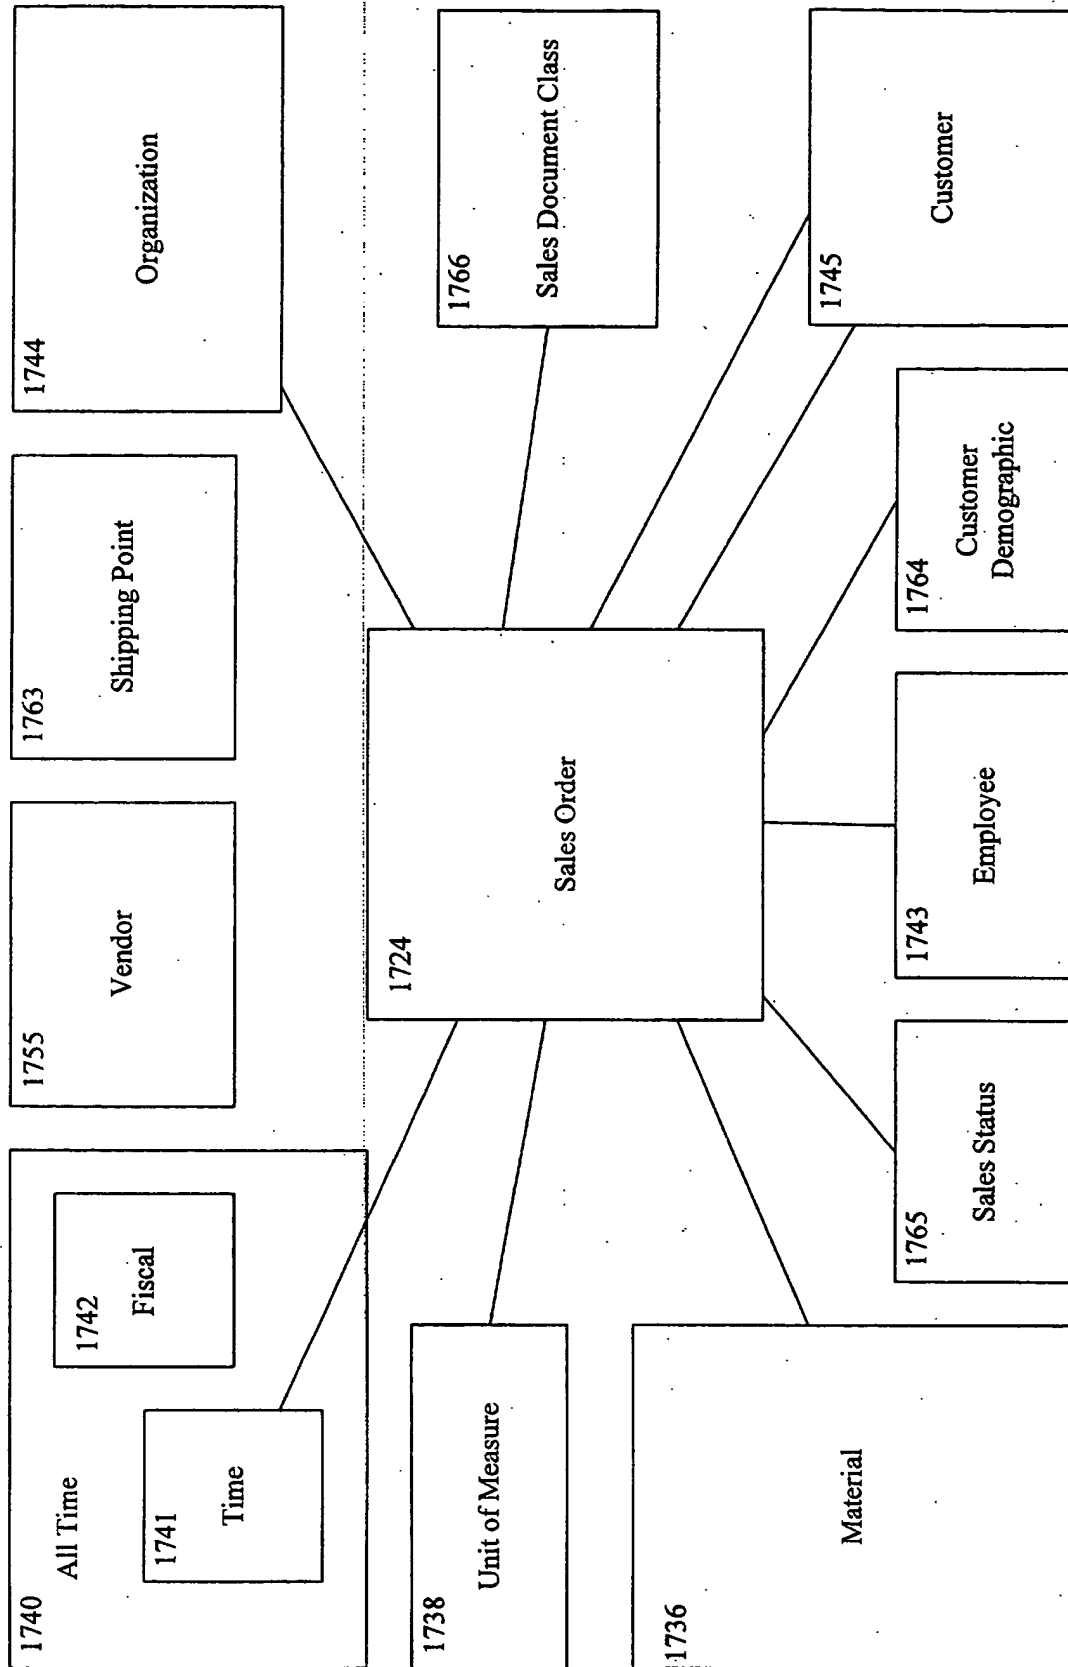 1740
All Time
1741
Time
1742
Fiscal
1755
Vendor
1763
Shipping Point
1744
Organization
1738
Unit of Measure
1724
Sales Order
1766
Sales Document Class
1736
Material
1765
Sales Status
1743
Employee
1764
Customer
Demographic
1745
Customer